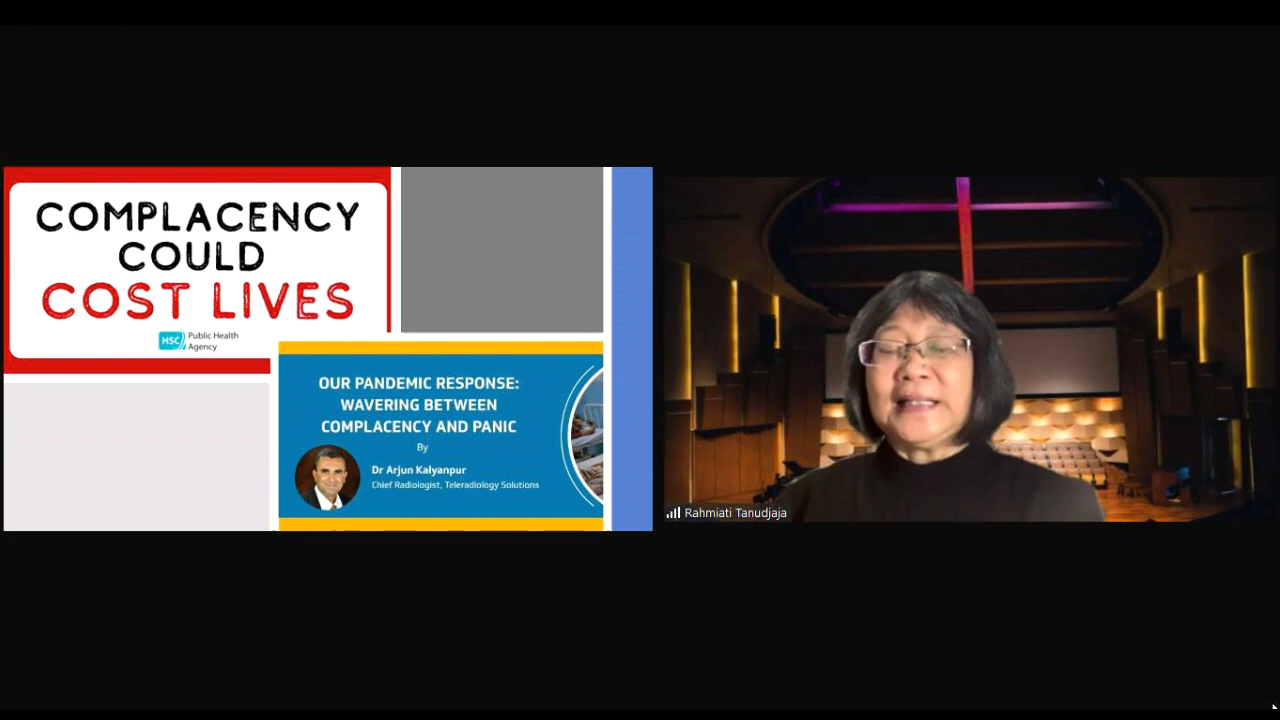 COMPLACENCY
COULD
COST LIVES
HSC Public Health
Agency
OUR PANDEMIC RESPONSE:
WAVERING BETWEEN
COMPLACENCY AND PANIC
By
Dr Arjun Kalyanpur
Chief Radiologist, Teleradiology Solutions
Rahmiati Tanudjaja